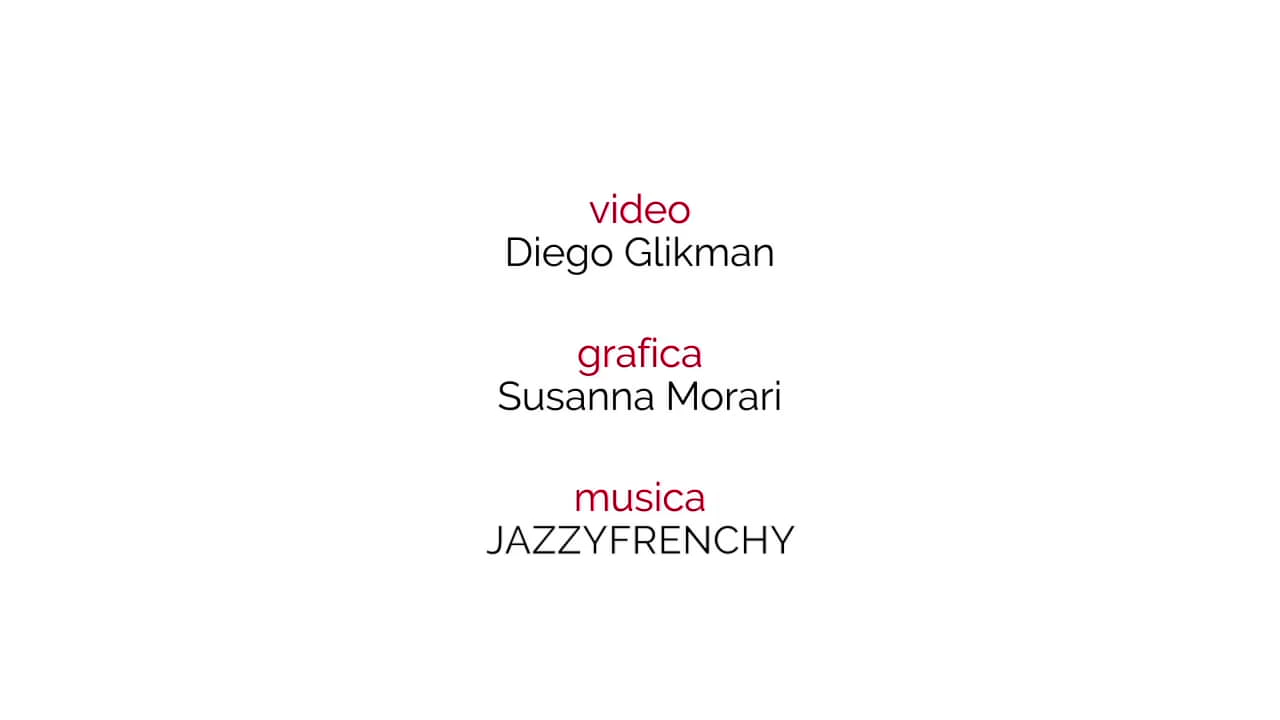 video
Diego Glikman
grafica
Susanna Morari
musica
JAZZYFRENCHY